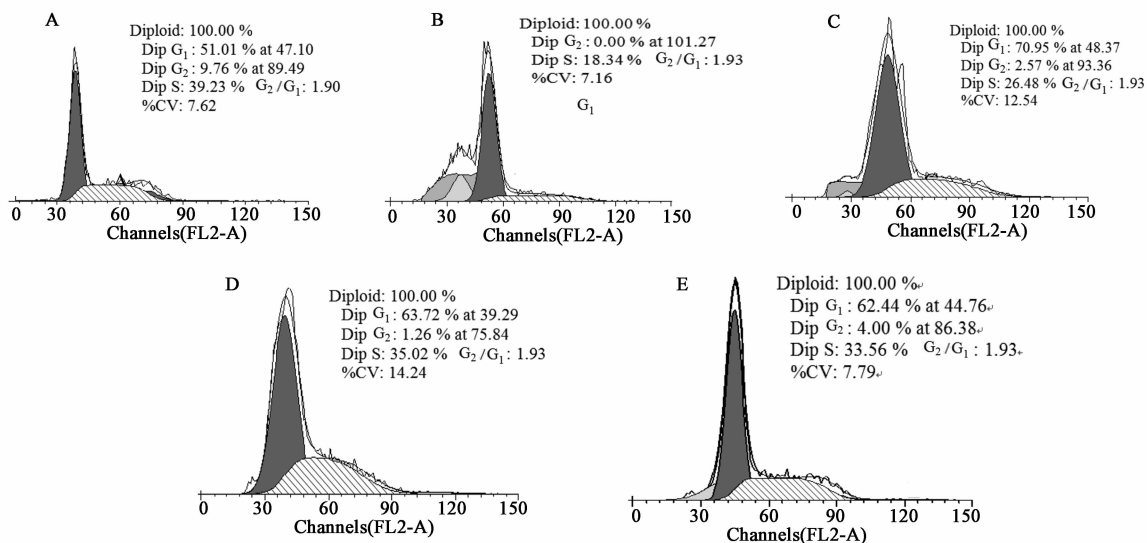 A
Diploid: 100.00 %
Dip G₁ : 51.01 % at 47.10
Dip G₂ : 9.76 % at 89.49
Dip S: 39.23 % G₂/G₁: 1.90
%CV: 7.62
0 30 60 90 120 150
Channels(FL2-A)
B
Diploid: 100.00 %
Dip G₂ : 0.00 % at 101.27
Dip S : 18.34 % G₂/G₁ : 1.93
%CV : 7.16
G₁
0 30 60 90 120 150
Channels(FL2-A)
C
Diploid: 100.00 %
Dip G₁: 70.95 % at 48.37
Dip G₂: 2.57 % at 93.36
Dip S: 26.48 % G₂/G₁: 1.93
%CV: 12.54
0 30 60 90 120 150
Channels(FL2-A)
D
Diploid: 100.00 %
Dip G₁ : 63.72 % at 39.29
Dip G₂ : 1.26 % at 75.84
Dip S: 35.02 % G₂/G₁ : 1.93
%CV: 14.24
0 30 60 90 120 150
Channels(FL2-A)
E
Diploid: 100.00 %↵
Dip G₁ : 62.44 % at 44.76↵
Dip G₂ : 4.00 % at 86.38↵
Dip S: 33.56 % G₂/G₁ : 1.93↵
%CV: 7.79↵
0 30 60 90 120 150
Channels(FL2-A)